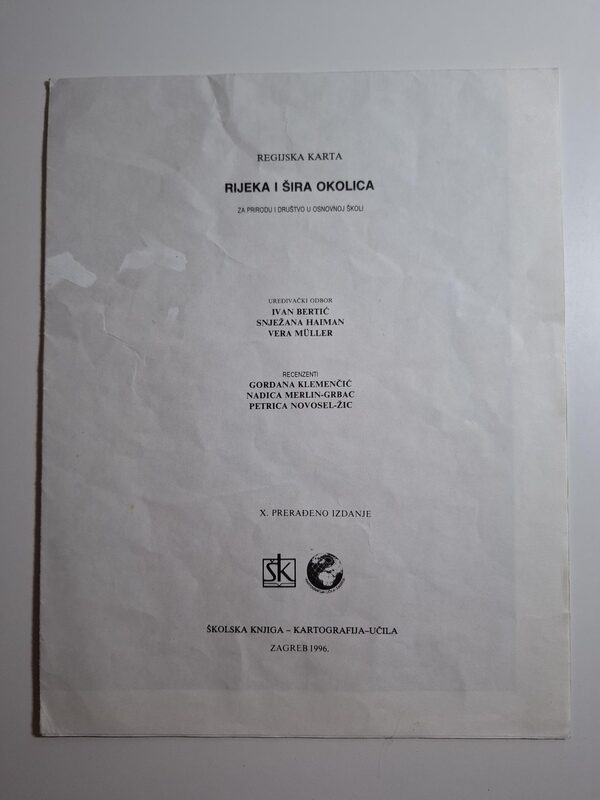 REGIJSKA KARTA
RIJEKA I ŠIRA OKOLICA
ZA PRIRODU I DRUŠTVO U OSNOVNOJ ŠKOLI
UREĐIVAČKI ODBOR
IVAN BERTIĆ
SNJEŽANA HAIMAN
VERA MÜLLER
RECENZENTI
GORDANA KLEMENČIĆ
NADICA MERLIN-GRBAC
PETRICA NOVOSEL-ŽIC
X. PRERAĐENO IZDANJE
ŠK
ŠKOLSKA KNJIGA – KARTOGRAFIJA–UČILA
ZAGREB 1996.